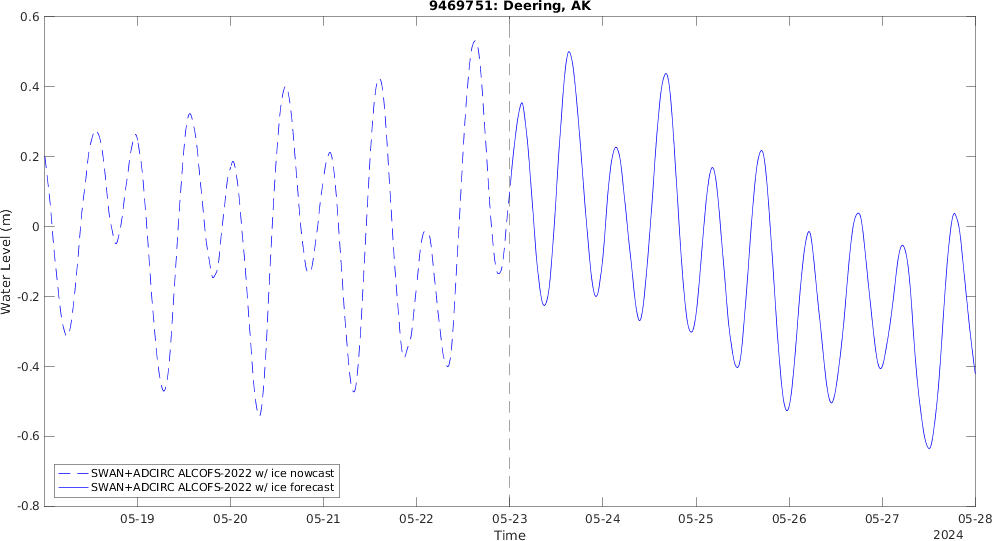 9469751: Deering, AK
0.6
0.4
0.2
0
-0.2
-0.4
-0.6
-0.8
Water Level (m)
SWAN+ADCIRC ALCOFS-2022 w/ ice nowcast
SWAN+ADCIRC ALCOFS-2022 w/ ice forecast
05-19 05-20 05-21 05-22 05-23 05-24 05-25 05-26 05-27 05-28
Time
2024